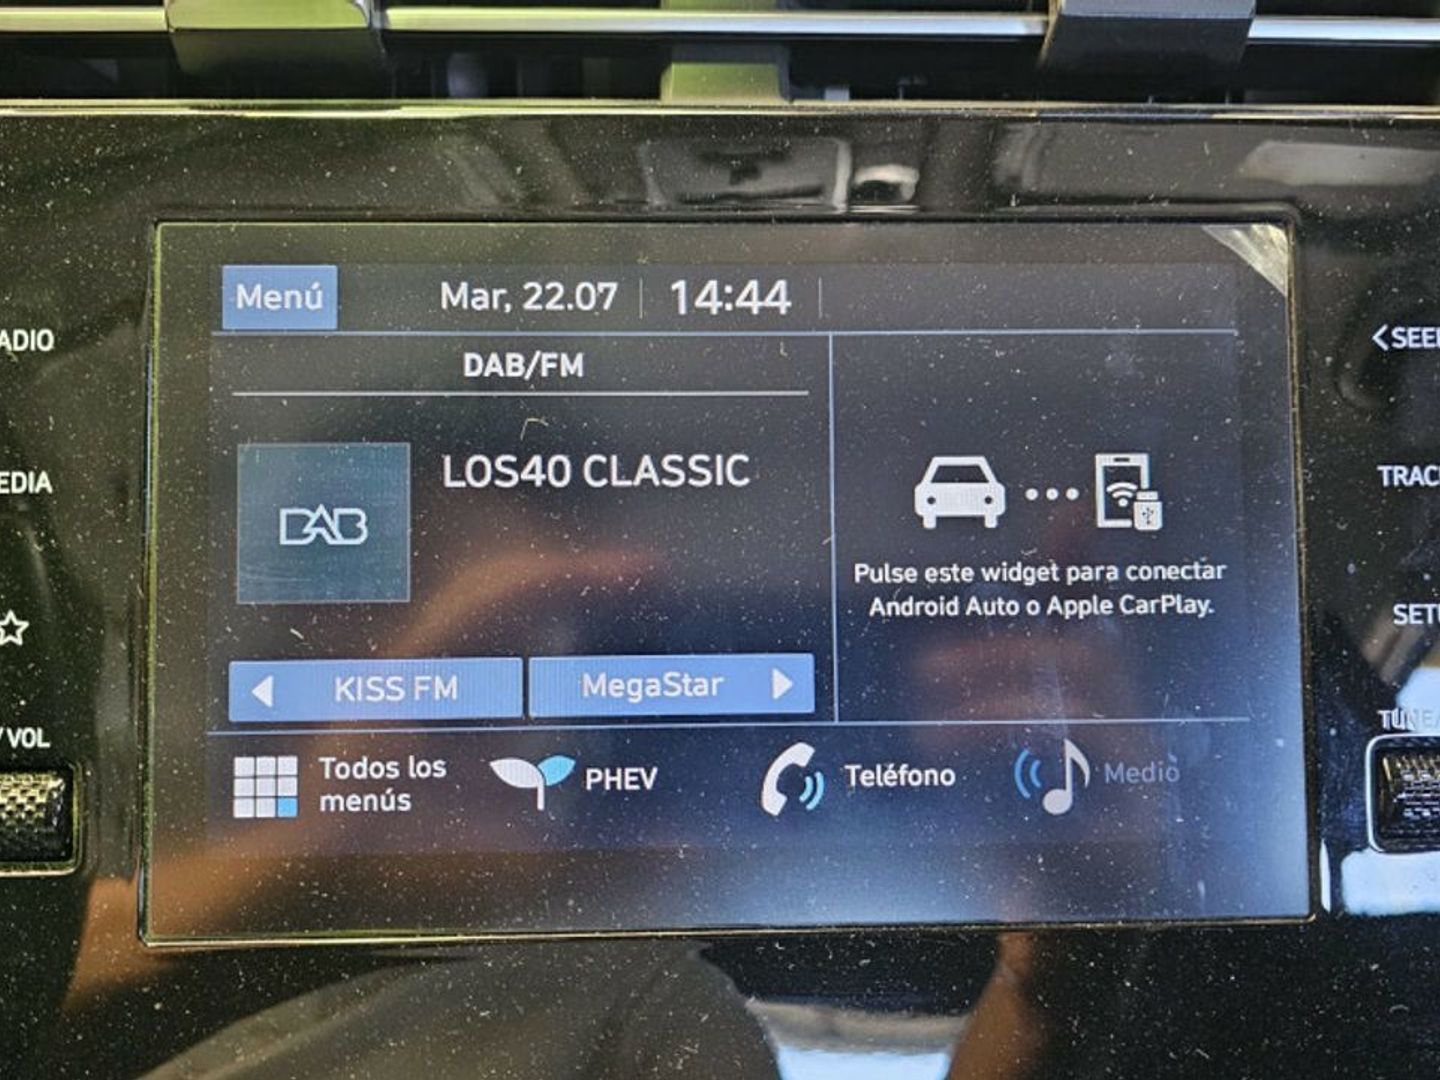 Menú
Mar, 22.07
14:44
DAB/FM
DAB
LOS40 CLASSIC
Pulse este widget para conectar
Android Auto o Apple CarPlay.
KISS FM
MegaStar
Todos los
menús
PHEV
Teléfono
Medio
ADIO
EDIA
/VOL
SEE
TRAC
SET
TUNE/